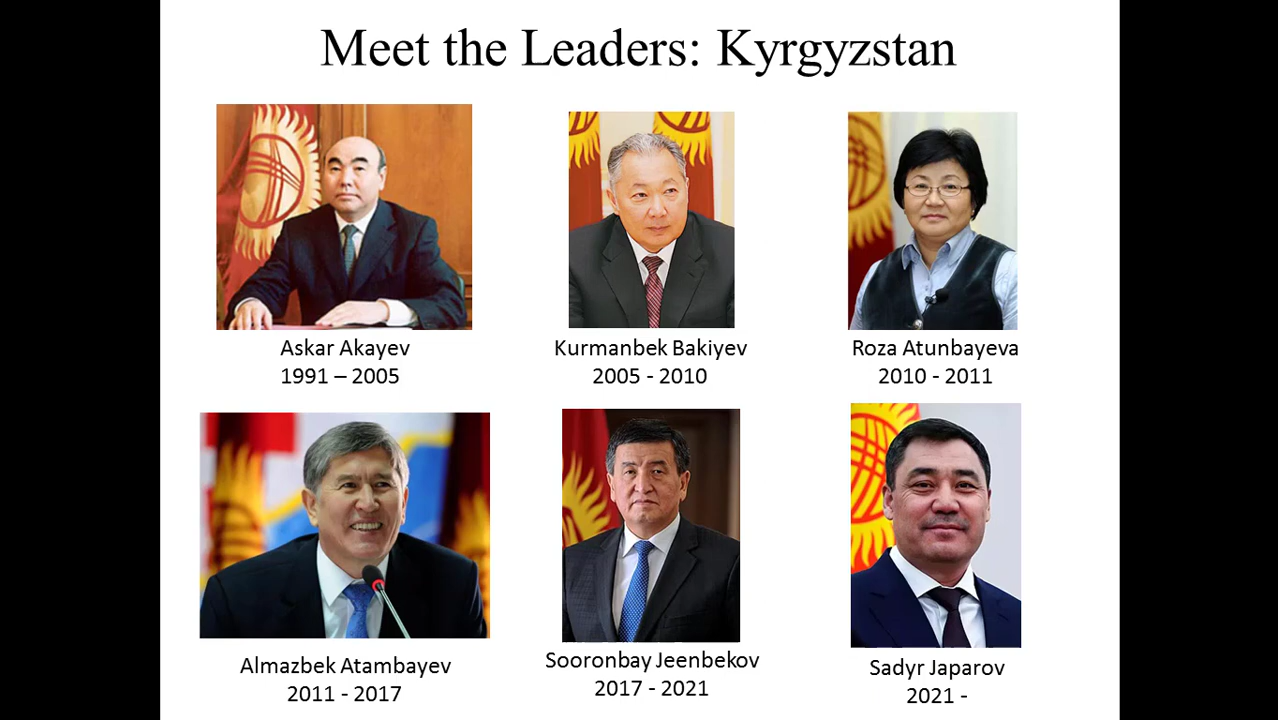 Meet the Leaders: Kyrgyzstan
Askar Akayev
1991 – 2005
Kurmanbek Bakiyev
2005 - 2010
Roza Atunbayeva
2010 - 2011
Almazbek Atambayev
2011 - 2017
Sooronbay Jeenbekov
2017 - 2021
Sadyr Japarov
2021 -